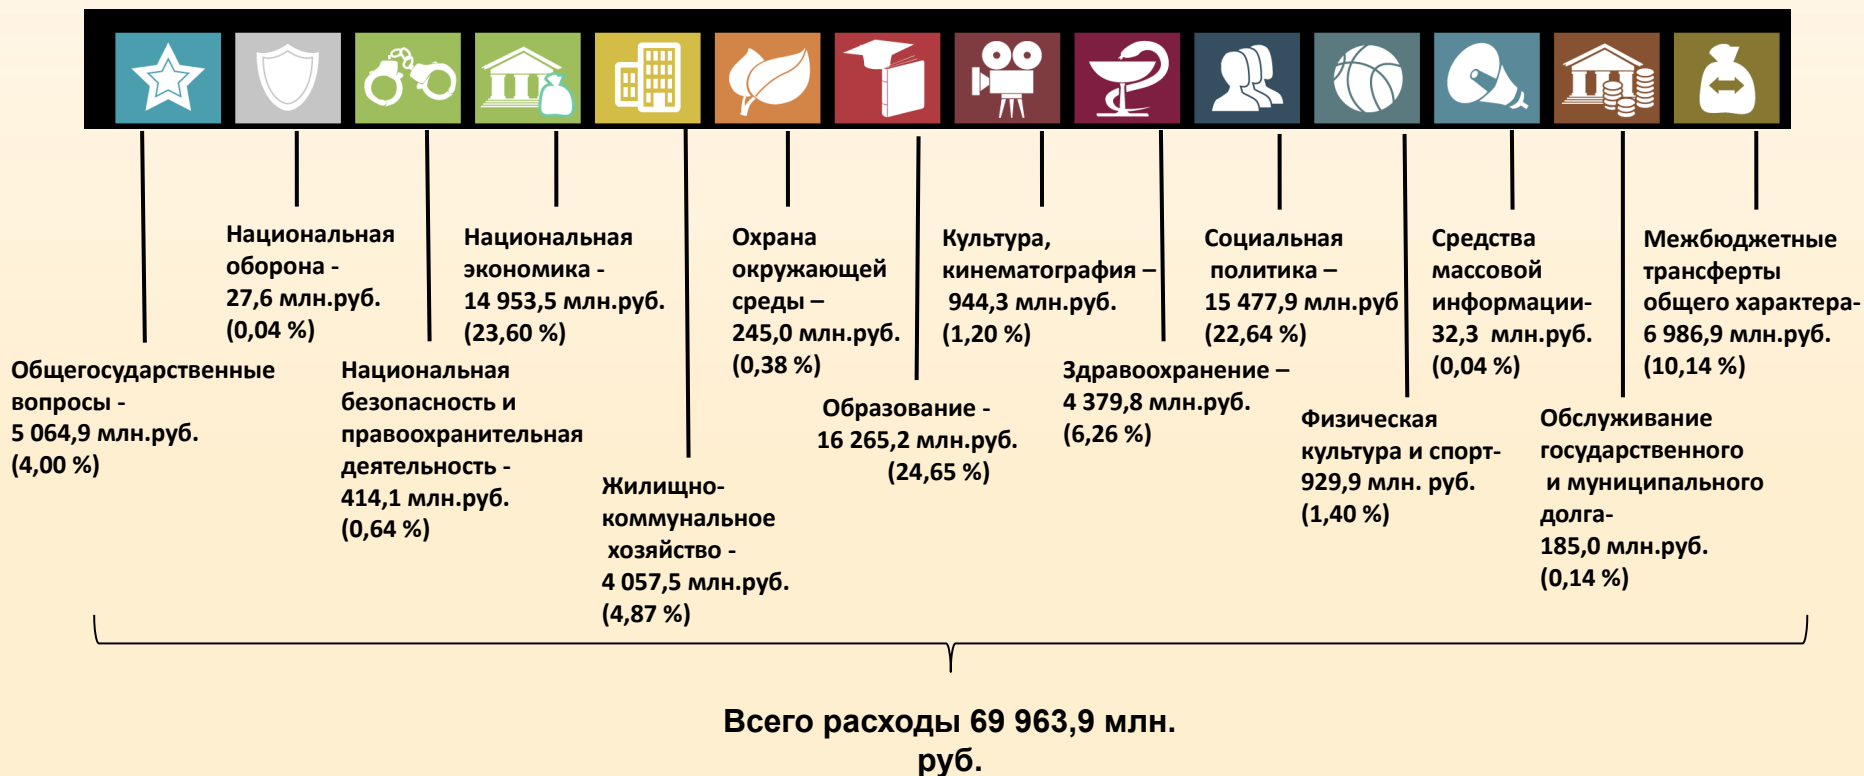 Общегосударственные
вопросы -
5 064,9 млн.руб.
(4,00 %)
Национальная
оборона -
27,6 млн.руб.
(0,04 %)
Национальная
безопасность и
правоохранительная
деятельность -
414,1 млн.руб.
(0,64 %)
Национальная
экономика -
14 953,5 млн.руб.
(23,60 %)
Жилищно-
коммунальное
хозяйство -
4 057,5 млн.руб.
(4,87 %)
Охрана
окружающей
среды –
245,0 млн.руб.
(0,38 %)
Образование -
16 265,2 млн.руб.
(24,65 %)
Культура,
кинематография –
944,3 млн.руб.
(1,20 %)
Здравоохранение –
4 379,8 млн.руб.
(6,26 %)
Социальная
политика –
15 477,9 млн.руб
(22,64 %)
Физическая
культура и спорт-
929,9 млн. руб.
(1,40 %)
Средства
массовой
информации-
32,3 млн.руб.
(0,04 %)
Обслуживание
государственного
и муниципального
долга-
185,0 млн.руб.
(0,14 %)
Межбюджетные
трансферты
общего характера-
6 986,9 млн.руб.
(10,14 %)
Всего расходы 69 963,9 млн.
руб.